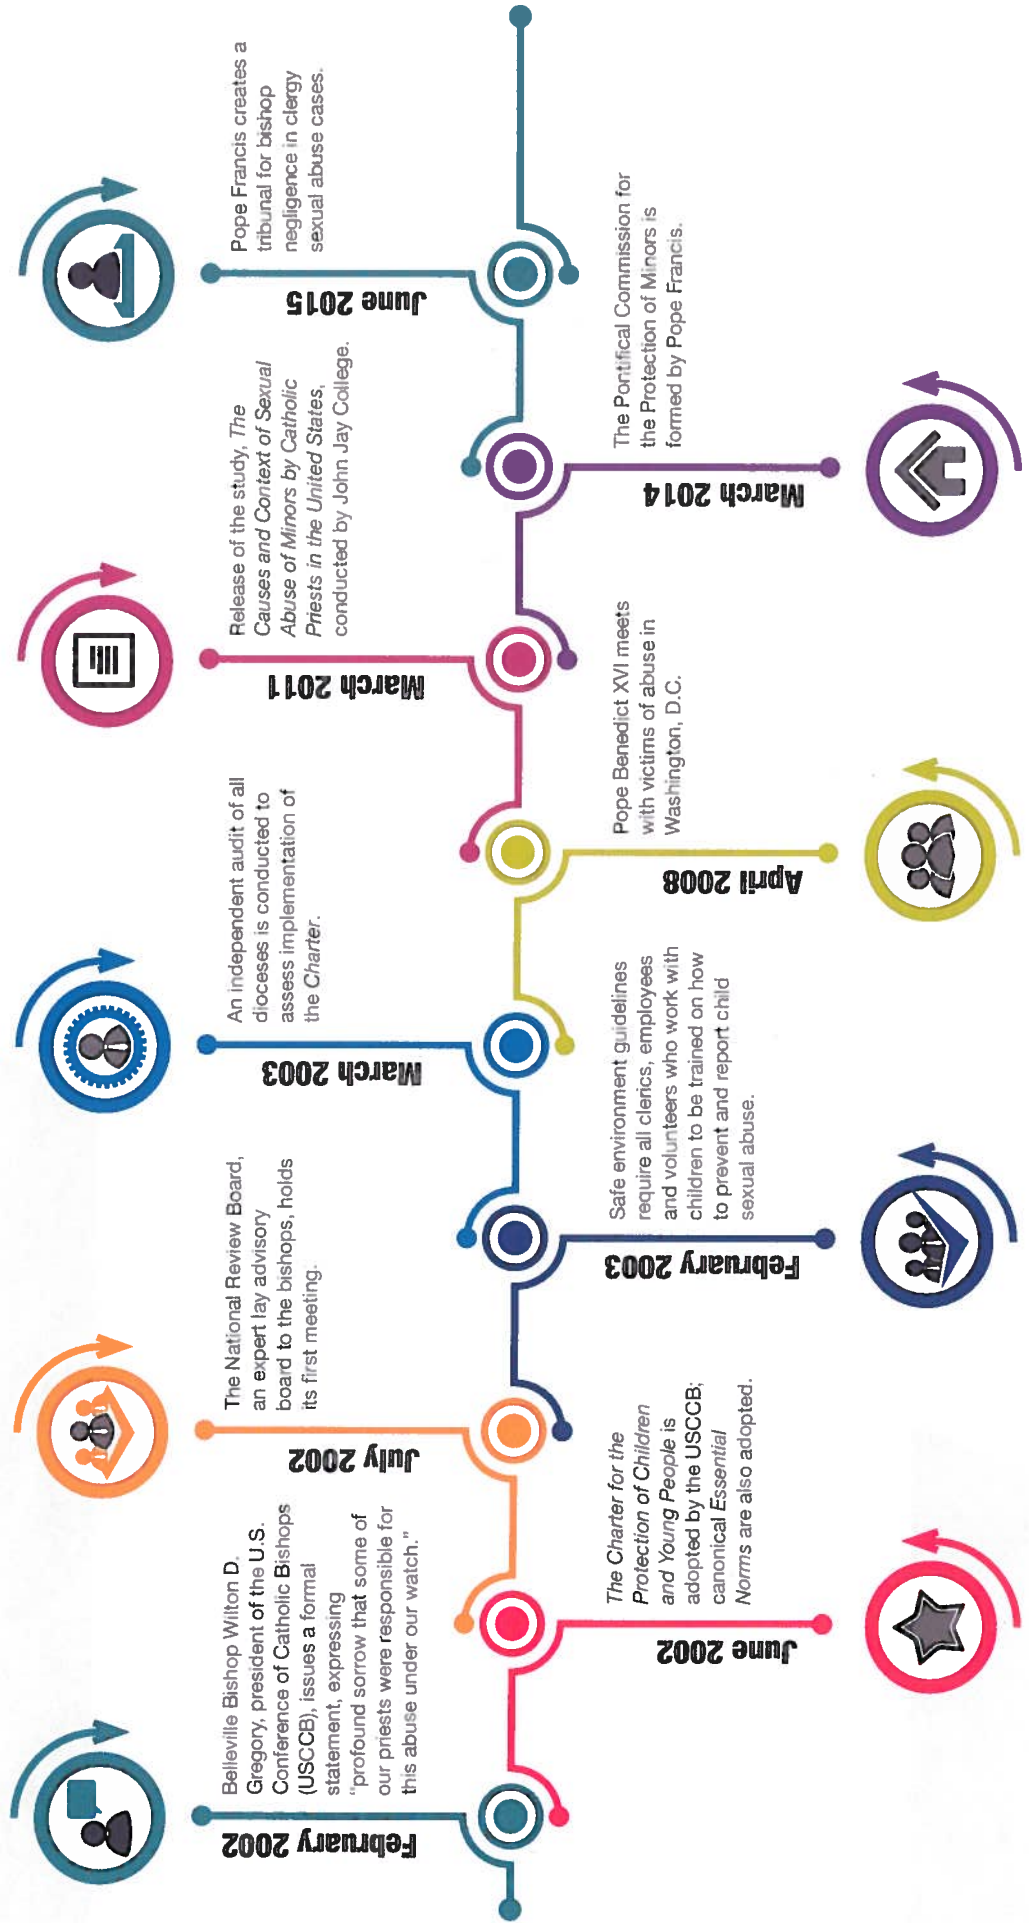 February 2002
Belleville Bishop Wilton D.
Gregory, president of the U.S.
Conference of Catholic Bishops
(USCCB), issues a formal
statement, expressing
“profound sorrow that some of
our priests were responsible for
this abuse under our watch.”
June 2002
The Charter for the
Protection of Children
and Young People is
adopted by the USCCB;
canonical Essential
Norms are also adopted.
July 2002
The National Review Board,
an expert lay advisory
board to the bishops, holds
its first meeting.
February 2003
Safe environment guidelines
require all clerics, employees
and volunteers who work with
children to be trained on how
to prevent and report child
sexual abuse.
March 2003
An independent audit of all
dioceses is conducted to
assess implementation of
the Charter.
April 2008
Pope Benedict XVI meets
with victims of abuse in
Washington, D.C.
March 2011
Release of the study, The
Causes and Context of Sexual
Abuse of Minors by Catholic
Priests in the United States,
conducted by John Jay College.
March 2014
The Pontifical Commission for
the Protection of Minors is
formed by Pope Francis.
June 2015
Pope Francis creates a
tribunal for bishop
negligence in clergy
sexual abuse cases.